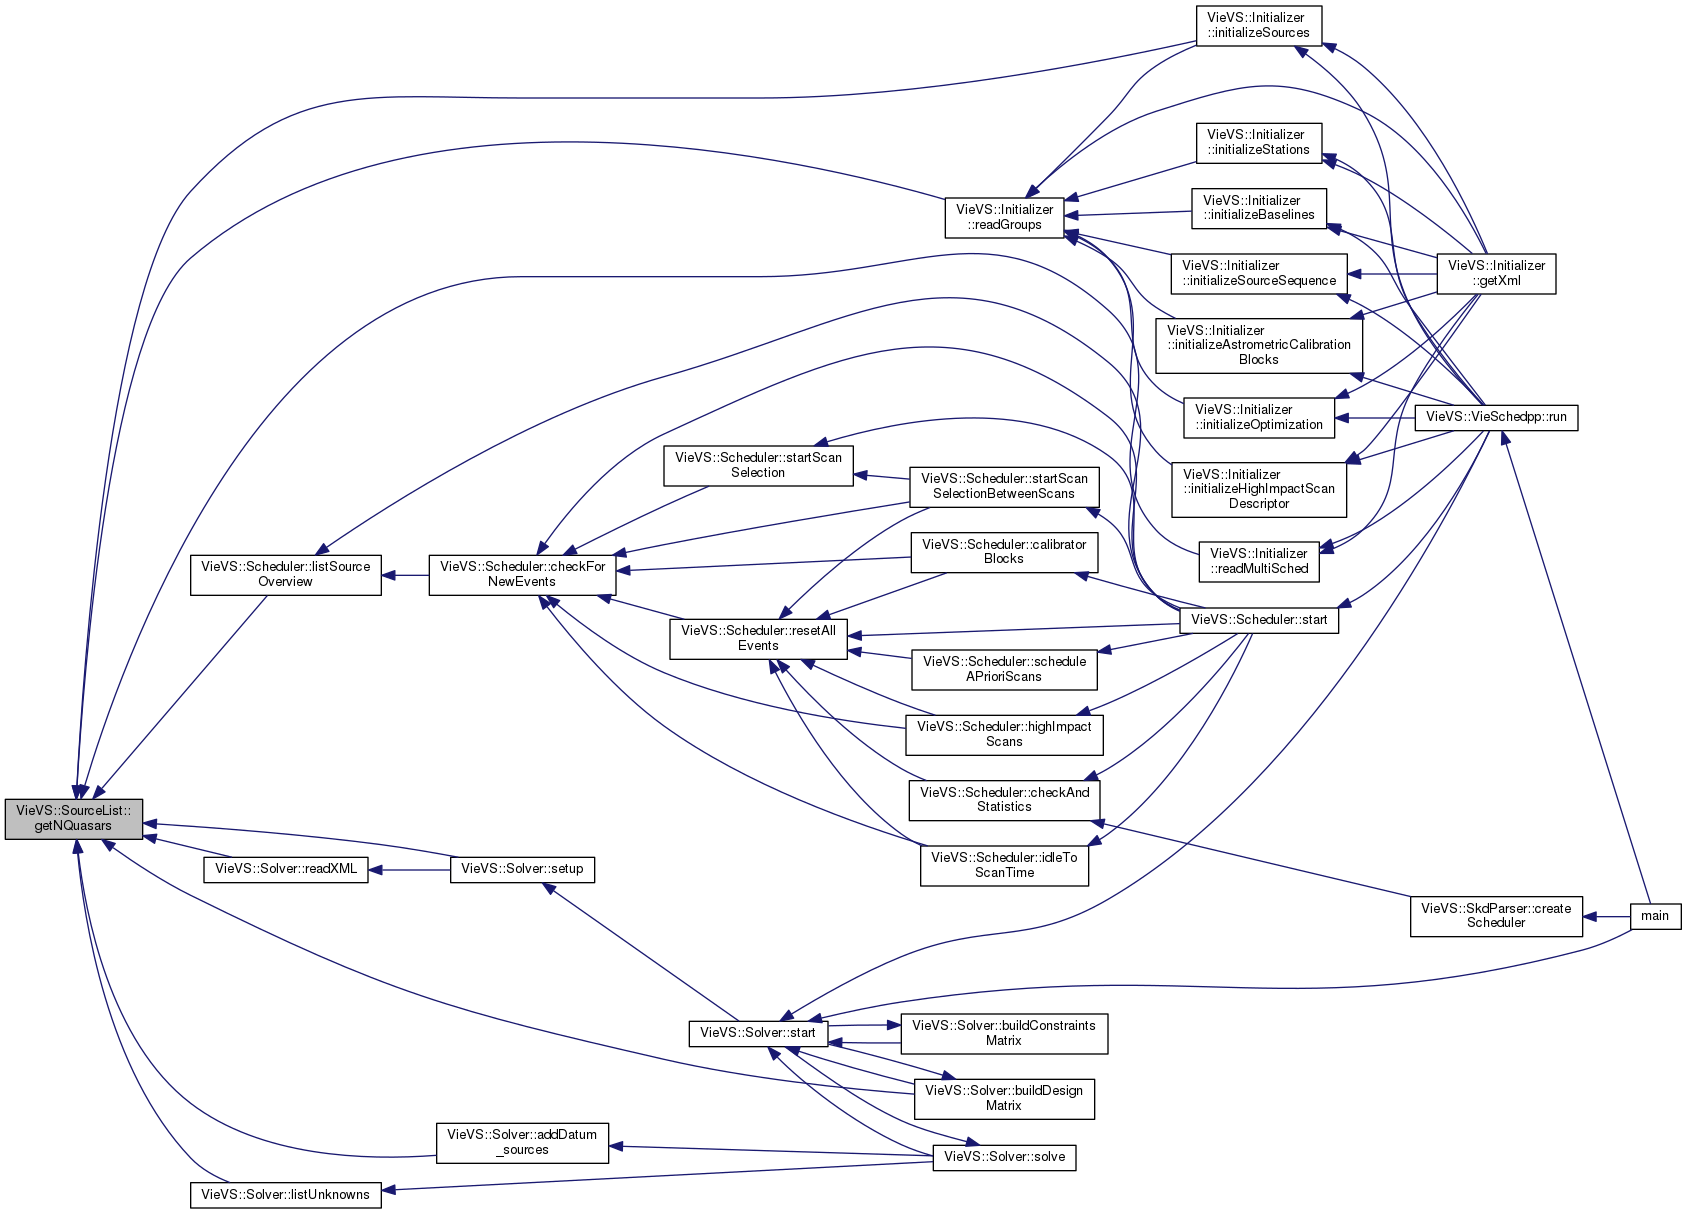 VieVS::Initializer
::initializeSources
VieVS::Initializer
::initializeStations
VieVS::Initializer
::readGroups
VieVS::Initializer
::initializeBaselines
VieVS::Initializer
::initializeSourceSequence
VieVS::Initializer
::getXml
VieVS::Initializer
::initializeAstrometricCalibration
Blocks
VieVS::Initializer
::initializeOptimization
VieVS::VieSchedpp::run
VieVS::Scheduler::startScan
Selection
VieVS::Scheduler::startScan
SelectionBetweenScans
VieVS::Initializer
::initializeHighImpactScan
Descriptor
VieVS::Scheduler::calibrator
Blocks
VieVS::Initializer
::readMultiSched
VieVS::Scheduler::listSource
Overview
VieVS::Scheduler::checkFor
NewEvents
VieVS::Scheduler::start
VieVS::Scheduler::resetAll
Events
VieVS::Scheduler::schedule
APrioriScans
VieVS::Scheduler::highImpact
Scans
VieVS::Scheduler::checkAnd
Statistics
VieVS::SourceList::
getNQuasars
VieVS::Scheduler::idleTo
ScanTime
VieVS::Solver::readXML
VieVS::Solver::setup
VieVS::SkdParser::create
Scheduler
main
VieVS::Solver::start
VieVS::Solver::buildConstraints
Matrix
VieVS::Solver::buildDesign
Matrix
VieVS::Solver::addDatum
_sources
VieVS::Solver::solve
VieVS::Solver::listUnknowns